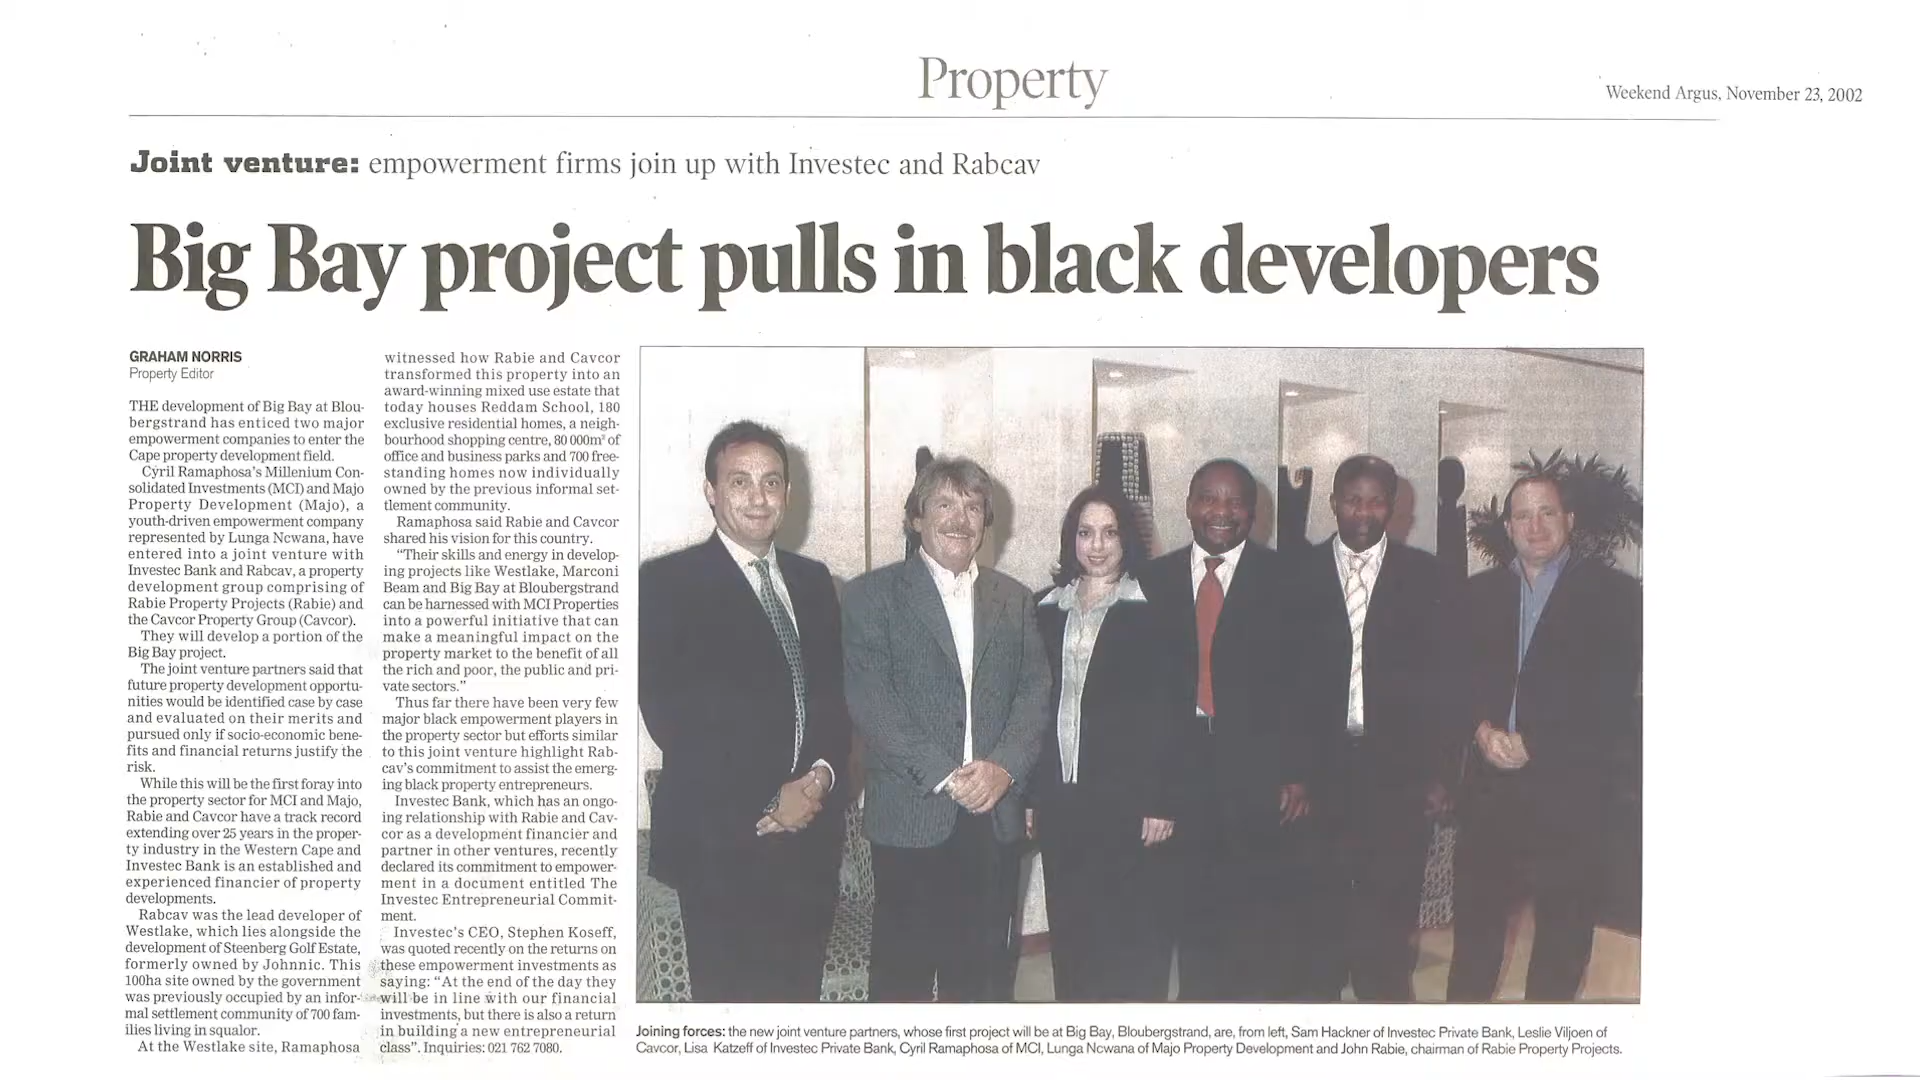 Property
Weekend Argus, November 23, 2002
Joint venture: empowerment firms join up with Investec and Rabcav
Big Bay project pulls in black developers
GRAHAM NORRIS
Property Editor
THE development of Big Bay at Blou-
bergstrand has enticed two major
empowerment companies to enter the
Cape property development field.
Cyril Ramaphosa's Millenium Con-
solidated Investments (MCI) and Majo
Property Development (Majo), a
youth-driven empowerment company
represented by Lunga Ncwana, have
entered into a joint venture with
Investec Bank and Rabcav, a property
development group comprising of
Rabie Property Projects (Rabie) and
the Cavcor Property Group (Cavcor).
They will develop a portion of the
Big Bay project.
The joint venture partners said that
future property development opportu-
nities would be identified case by case
and evaluated on their merits and
pursued only if socio-economic bene-
fits and financial returns justify the
risk.
While this will be the first foray into
the property sector for MCI and Majo,
Rabie and Cavcor have a track record
extending over 25 years in the proper-
ty industry in the Western Cape and
Investec Bank is an established and
experienced financier of property
developments.
Rabcav was the lead developer of
Westlake, which lies alongside the
development of Steenberg Golf Estate,
formerly owned by Johnnic. This
100ha site owned by the government
was previously occupied by an infor-
mal settlement community of 700 fam-
ilies living in squalor.
At the Westlake site, Ramaphosa
witnessed how Rabie and Cavcor
transformed this property into an
award-winning mixed use estate that
today houses Reddam School, 180
exclusive residential homes, a neigh-
bourhood shopping centre, 80 000m² of
office and business parks and 700 free-
standing homes now individually
owned by the previous informal set-
tlement community.
Ramaphosa said Rabie and Cavcor
shared his vision for this country.
"Their skills and energy in develop-
ing projects like Westlake, Marconi
Beam and Big Bay at Bloubergstrand
can be harnessed with MCI Properties
into a powerful initiative that can
make a meaningful impact on the
property market to the benefit of all
the rich and poor, the public and pri-
vate sectors."
Thus far there have been very few
major black empowerment players in
the property sector but efforts similar
to this joint venture highlight Rab-
cav's commitment to assist the emerg-
ing black property entrepreneurs.
Investec Bank, which has an ongo-
ing relationship with Rabie and Cav-
cor as a development financier and
partner in other ventures, recently
declared its commitment to empower-
ment in a document entitled The
Investec Entrepreneurial Commit-
ment.
Investec's CEO, Stephen Koseff,
was quoted recently on the returns on
these empowerment investments as
saying: "At the end of the day they
will be in line with our financial
investments, but there is also a return
in building a new entrepreneurial
class". Inquiries: 021 762 7080.
Joining forces: the new joint venture partners, whose first project will be at Big Bay, Bloubergstrand, are, from left, Sam Hackner of Investec Private Bank, Leslie Viljoen of
Cavcor, Lisa Katzeff of Investec Private Bank, Cyril Ramaphosa of MCI, Lunga Ncwana of Majo Property Development and John Rabie, chairman of Rabie Property Projects.